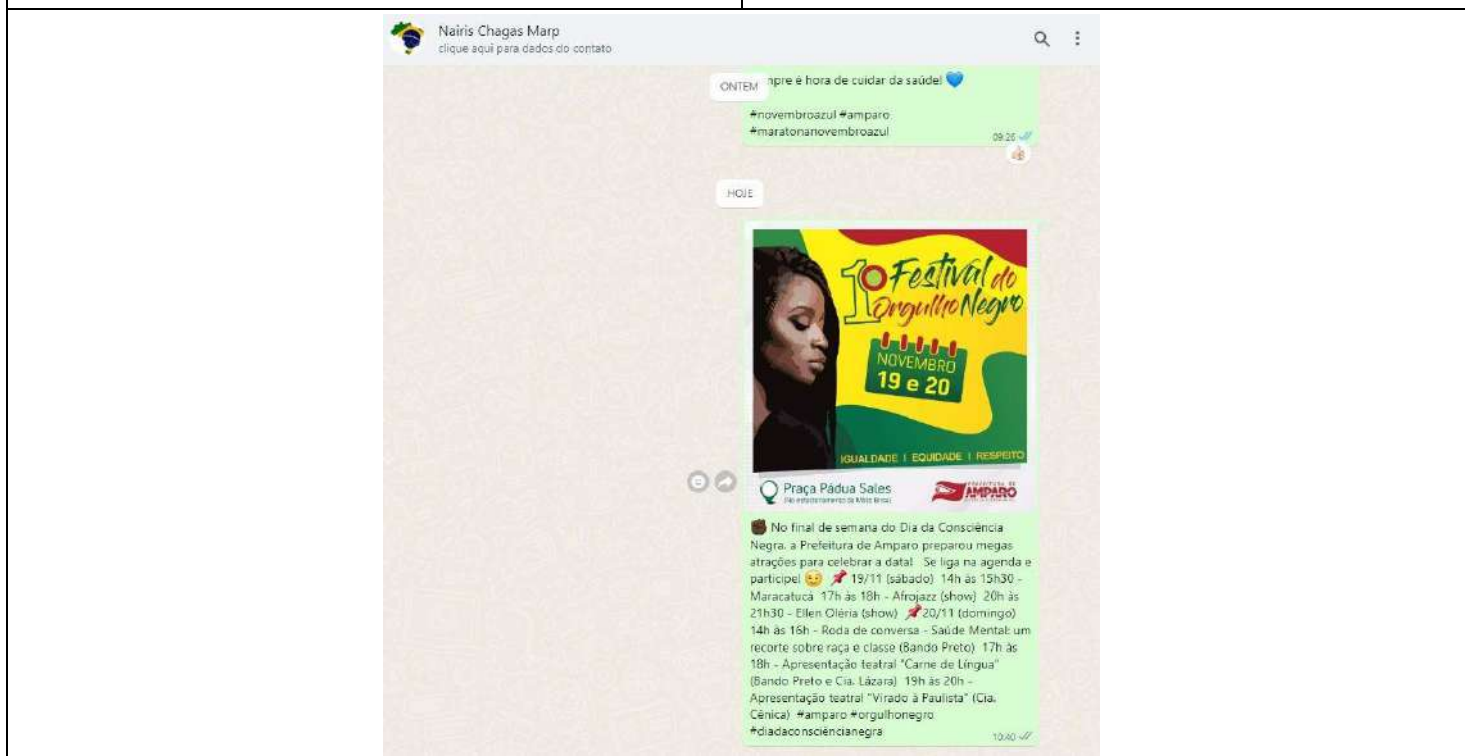 Nairis Chagas Marp
clique aqui para dados do contato
ONTEM
npre é hora de cuidar da saúde! 💙
#novembroazul #amparo
#maratonanovembroazul
09:26
HOJE
1º Festival do
Orgulho Negro
NOVEMBRO
19 e 20
IGUALDADE | EQUIDADE | RESPEITO
Praça Pádua Sales
PREFEITURA DE
AMPARO
✊🏿 No final de semana do Dia da Consciência
Negra, a Prefeitura de Amparo preparou megas
atrações para celebrar a data! Se liga na agenda e
participe! 😉 📌 19/11 (sábado) 14h às 15h30 -
Maracatucá 17h às 18h - Afrojazz (show) 20h às
21h30 - Ellen Oléria (show) 📌20/11 (domingo)
14h às 16h - Roda de conversa - Saúde Mental: um
recorte sobre raça e classe (Bando Preto) 17h às
18h - Apresentação teatral "Carne de Língua"
(Bando Preto e Cia. Lázara) 19h às 20h -
Apresentação teatral "Virado à Paulista" (Cia.
Cênica) #amparo #orgulhonegro
#diadaconsciêncianegra
10:40